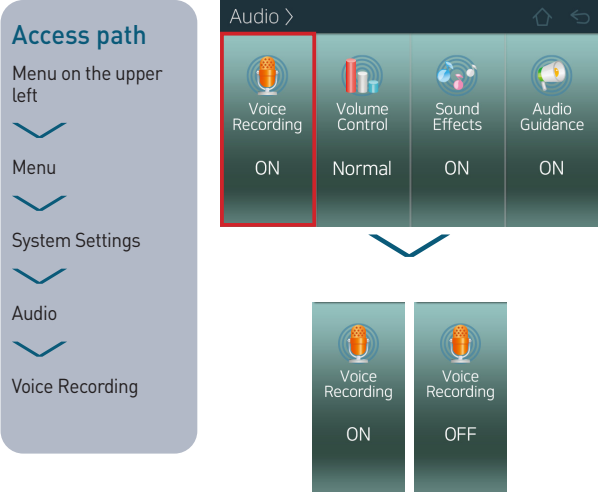 Access path
Menu on the upper
left
Menu
System Settings
Audio
Voice Recording
Audio >
Voice
Recording
ON
Volume
Control
Normal
Sound
Effects
ON
Audio
Guidance
ON
Voice
Recording
ON
Voice
Recording
OFF